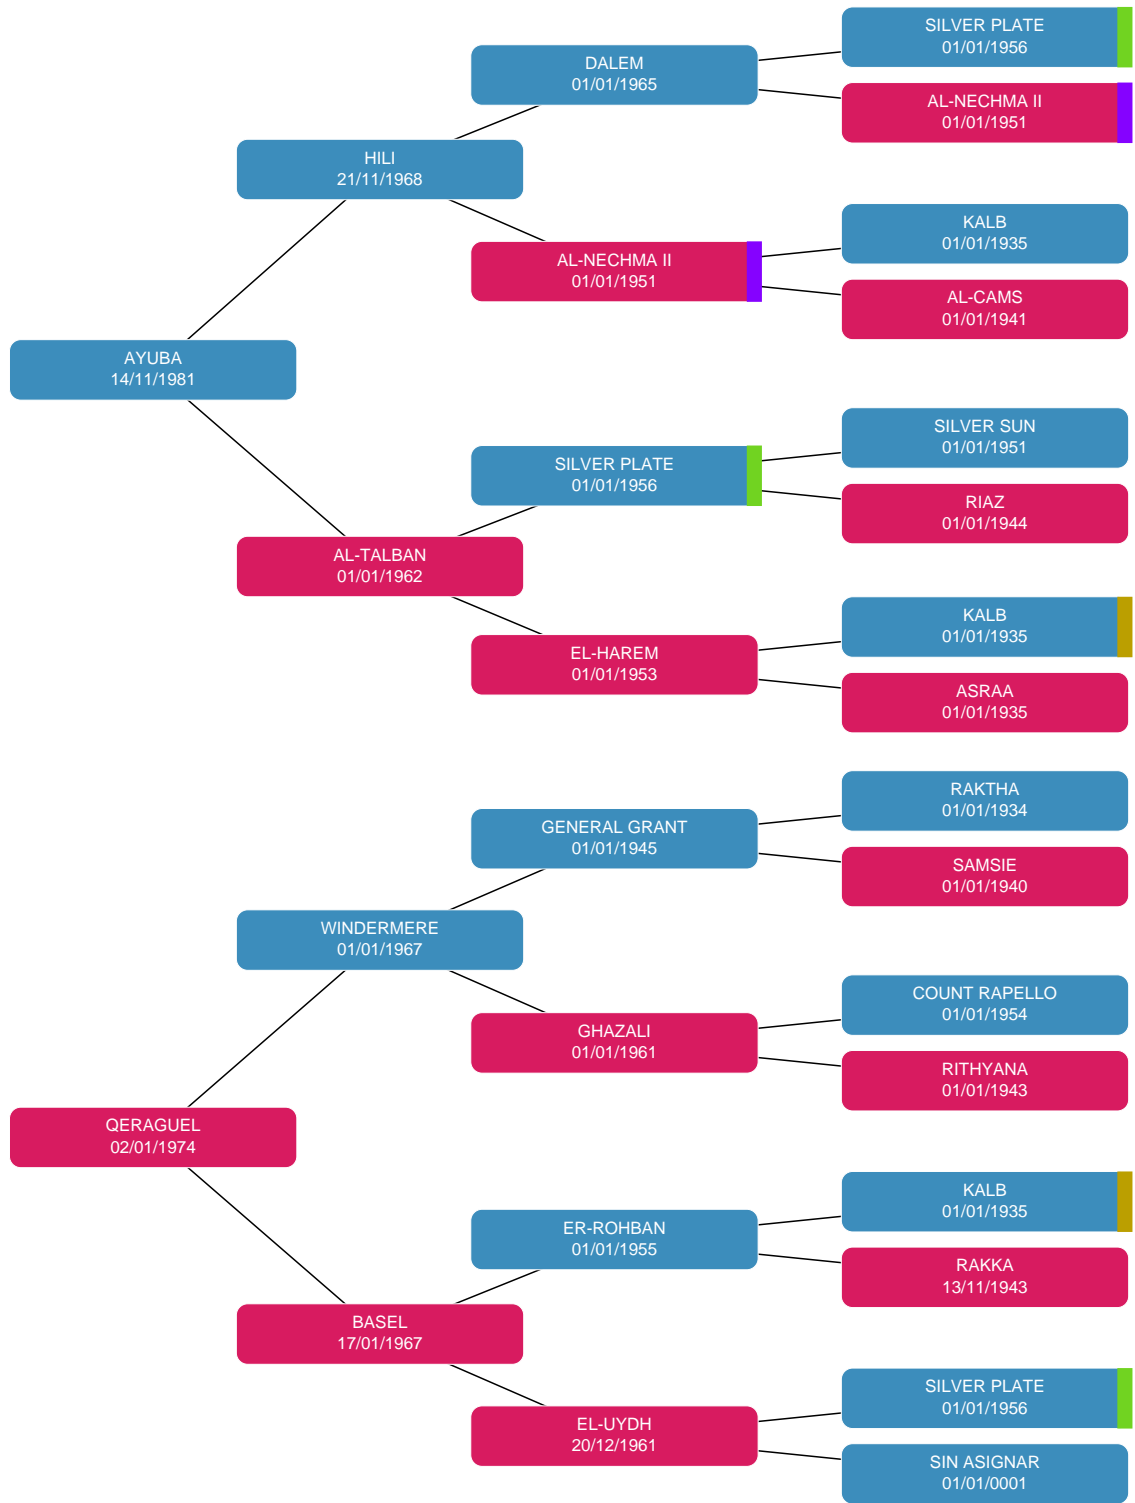 SILVER PLATE
01/01/1956
DALEM
01/01/1965
AL-NECHMA II
01/01/1951
HILI
21/11/1968
KALB
01/01/1935
AL-NECHMA II
01/01/1951
AL-CAMS
01/01/1941
AYUBA
14/11/1981
SILVER SUN
01/01/1951
SILVER PLATE
01/01/1956
RIAZ
01/01/1944
AL-TALBAN
01/01/1962
KALB
01/01/1935
EL-HAREM
01/01/1953
ASRAA
01/01/1935
RAKTHA
01/01/1934
GENERAL GRANT
01/01/1945
SAMSIE
01/01/1940
WINDERMERE
01/01/1967
COUNT RAPELLO
01/01/1954
GHAZALI
01/01/1961
RITHYANA
01/01/1943
QERAGUEL
02/01/1974
KALB
01/01/1935
ER-ROHBAN
01/01/1955
RAKKA
13/11/1943
BASEL
17/01/1967
SILVER PLATE
01/01/1956
EL-UYDH
20/12/1961
SIN ASIGNAR
01/01/0001